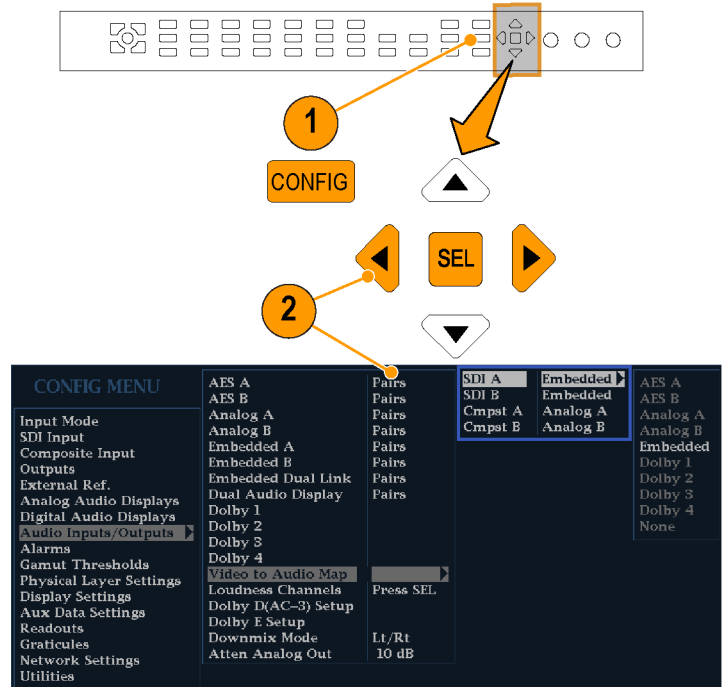 1
CONFIG
SEL
2
CONFIG MENU
Input Mode
SDI Input
Composite Input
Outputs
External Ref.
Analog Audio Displays
Digital Audio Displays
Audio Inputs/Outputs
Alarms
Gamut Thresholds
Physical Layer Settings
Display Settings
Aux Data Settings
Readouts
Graticules
Network Settings
Utilities
AES A Pairs
AES B Pairs
Analog A Pairs
Analog B Pairs
Embedded A Pairs
Embedded B Pairs
Embedded Dual Link Pairs
Dual Audio Display Pairs
Dolby 1
Dolby 2
Dolby 3
Dolby 4
Video to Audio Map
Loudness Channels Press SEL
Dolby D(AC–3) Setup
Dolby E Setup
Downmix Mode Lt/Rt
Atten Analog Out 10 dB
SDI A Embedded
SDI B Embedded
Cmpst A Analog A
Cmpst B Analog B
AES A
AES B
Analog A
Analog B
Embedded
Dolby 1
Dolby 2
Dolby 3
Dolby 4
None